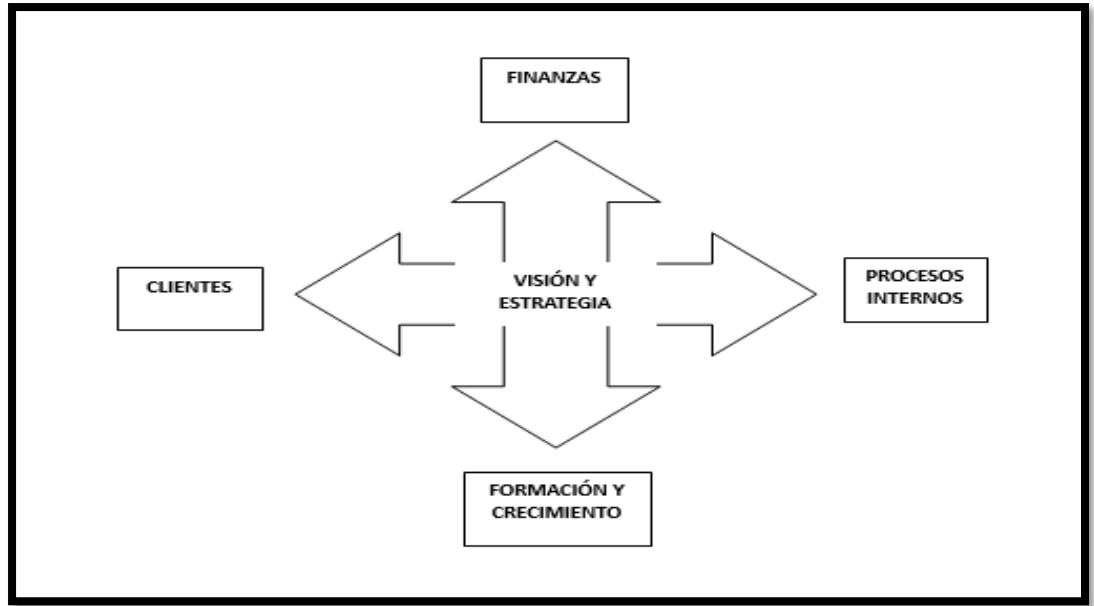 FINANZAS
CLIENTES
VISIÓN Y
ESTRATEGIA
PROCESOS
INTERNOS
FORMACIÓN Y
CRECIMIENTO